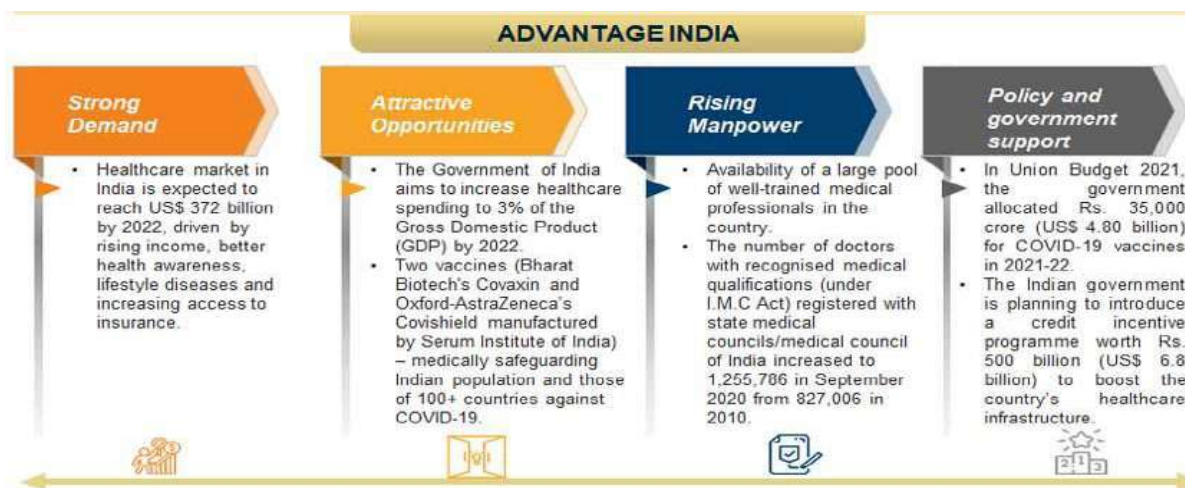 ADVANTAGE INDIA
Strong
Demand
• Healthcare market in
India is expected to
reach US$ 372 billion
by 2022, driven by
rising income, better
health awareness,
lifestyle diseases and
increasing access to
insurance.
Attractive
Opportunities
• The Government of India
aims to increase healthcare
spending to 3% of the
Gross Domestic Product
(GDP) by 2022.
• Two vaccines (Bharat
Biotech's Covaxin and
Oxford-AstraZeneca's
Covishield manufactured
by Serum Institute of India)
– medically safeguarding
Indian population and those
of 100+ countries against
COVID-19.
Rising
Manpower
• Availability of a large pool
of well-trained medical
professionals in the
country.
• The number of doctors
with recognised medical
qualifications (under
I.M.C Act) registered with
state medical
councils/medical council
of India increased to
1,255,786 in September
2020 from 827,006 in
2010.
Policy and
government
support
• In Union Budget 2021,
the government
allocated Rs. 35,000
crore (US$ 4.80 billion)
for COVID-19 vaccines
in 2021-22.
• The Indian government
is planning to introduce
a credit incentive
programme worth Rs.
500 billion (US$ 6.8
billion) to boost the
country's healthcare
infrastructure.
2 1 3